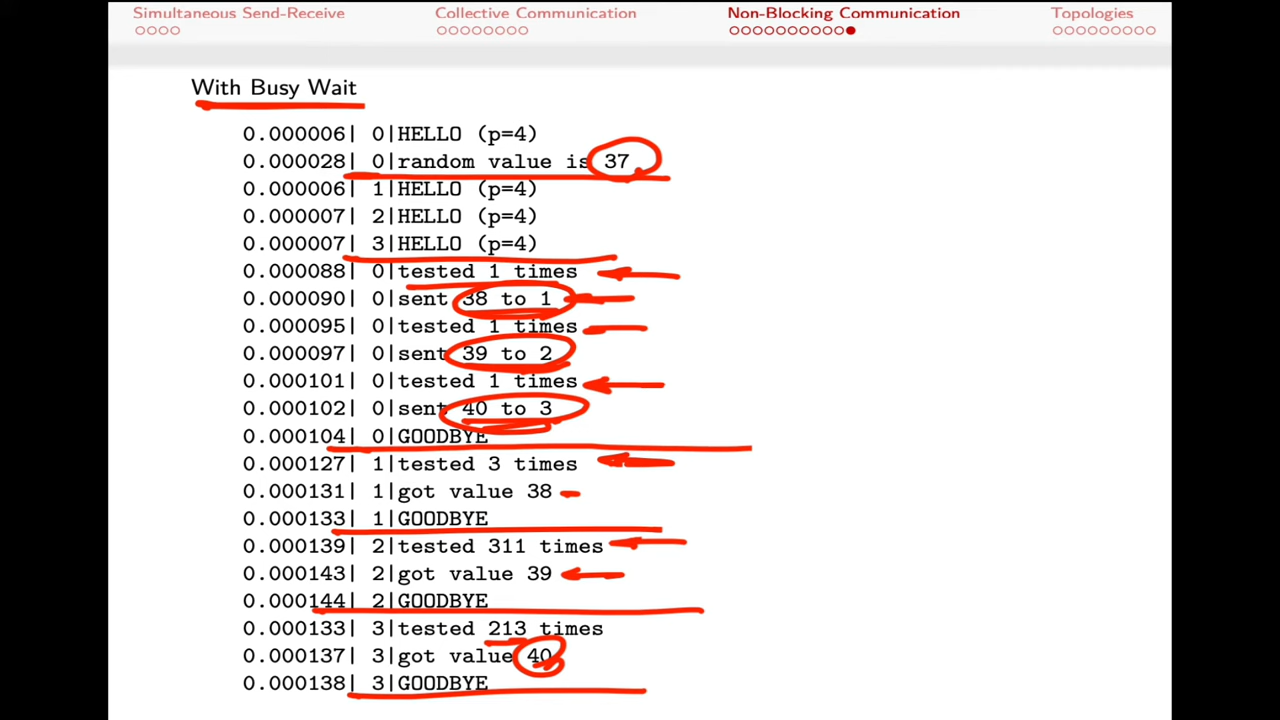 Simultaneous Send-Receive Collective Communication Non-Blocking Communication Topologies
With Busy Wait
0.000006| 0|HELLO (p=4)
0.000028| 0|random value is 37
0.000006| 1|HELLO (p=4)
0.000007| 2|HELLO (p=4)
0.000007| 3|HELLO (p=4)
0.000088| 0|tested 1 times
0.000090| 0|sent 38 to 1
0.000095| 0|tested 1 times
0.000097| 0|sent 39 to 2
0.000101| 0|tested 1 times
0.000102| 0|sent 40 to 3
0.000104| 0|GOODBYE
0.000127| 1|tested 3 times
0.000131| 1|got value 38
0.000133| 1|GOODBYE
0.000139| 2|tested 311 times
0.000143| 2|got value 39
0.000144| 2|GOODBYE
0.000133| 3|tested 213 times
0.000137| 3|got value 40
0.000138| 3|GOODBYE